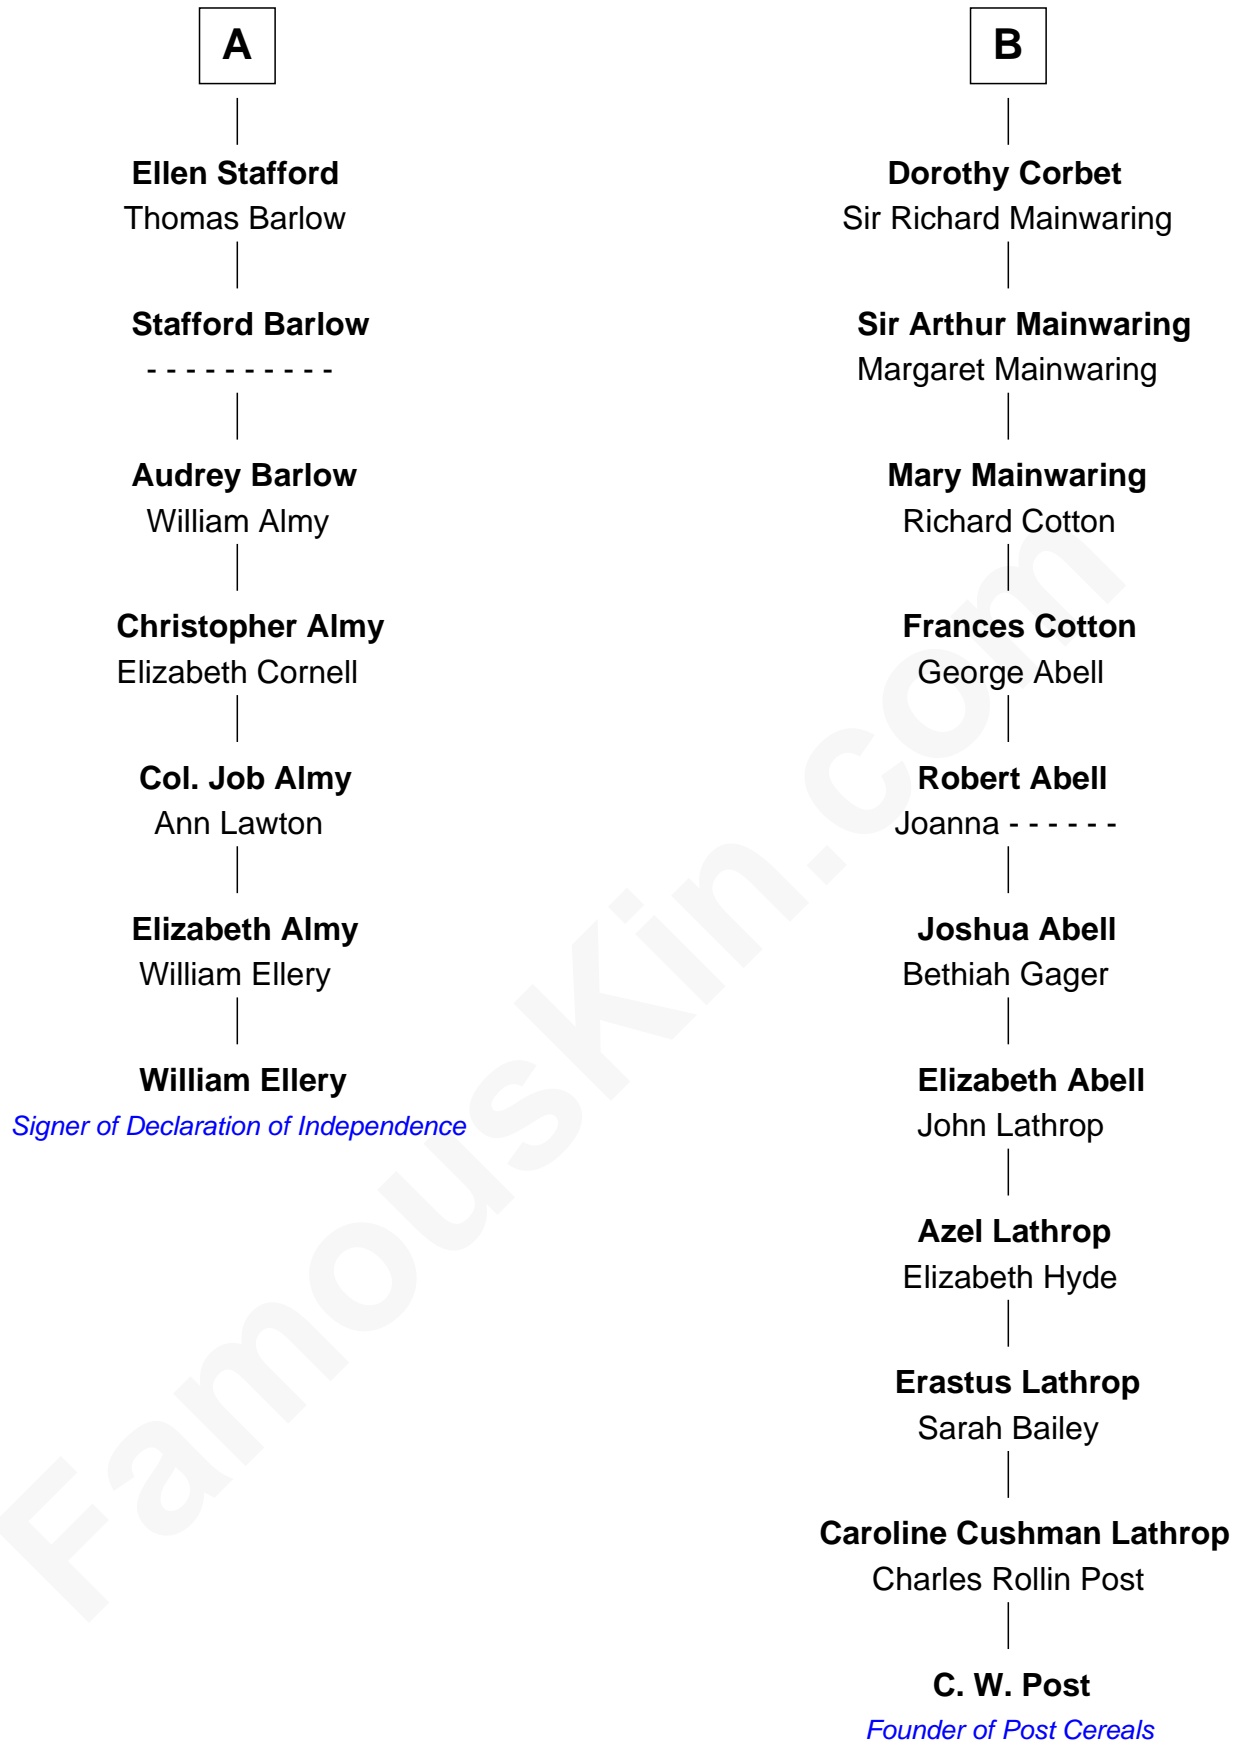 A
Ellen Stafford
Thomas Barlow
Stafford Barlow
- - - - - - - - - -
Audrey Barlow
William Almy
Christopher Almy
Elizabeth Cornell
Col. Job Almy
Ann Lawton
Elizabeth Almy
William Ellery
William Ellery
Signer of Declaration of Independence
B
Dorothy Corbet
Sir Richard Mainwaring
Sir Arthur Mainwaring
Margaret Mainwaring
Mary Mainwaring
Richard Cotton
Frances Cotton
George Abell
Robert Abell
Joanna - - - - - -
Joshua Abell
Bethiah Gager
Elizabeth Abell
John Lathrop
Azel Lathrop
Elizabeth Hyde
Erastus Lathrop
Sarah Bailey
Caroline Cushman Lathrop
Charles Rollin Post
C. W. Post
Founder of Post Cereals
FamousKin.com